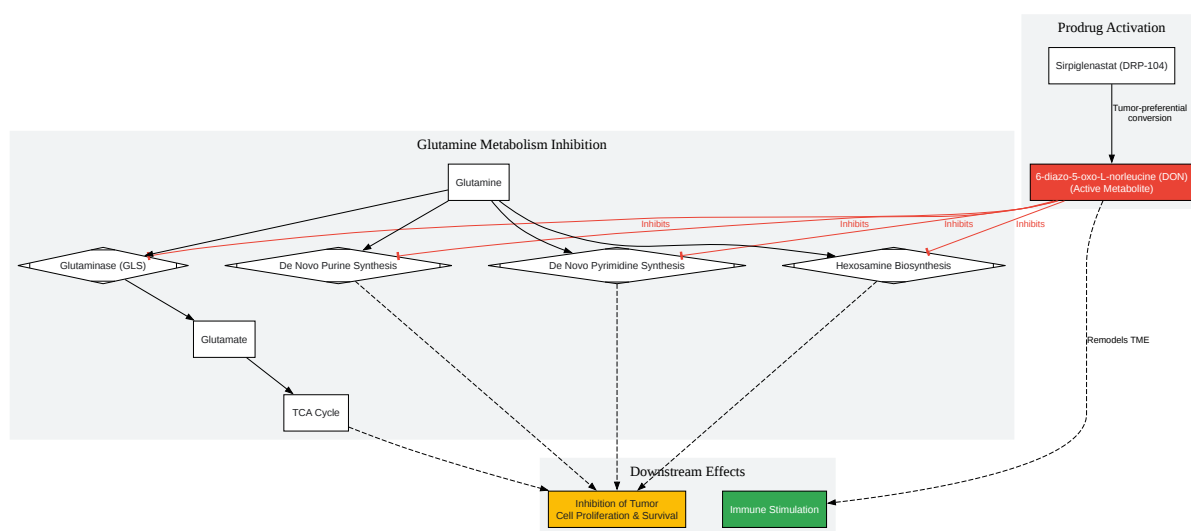 Prodrug Activation
Sirpiglenastat (DRP-104)
Tumor-preferential
conversion
Glutamine Metabolism Inhibition
Glutamine
6-diazo-5-oxo-L-norleucine (DON)
(Active Metabolite)
Inhibits
Inhibits
Inhibits
Inhibits
Glutaminase (GLS)
De Novo Purine Synthesis
De Novo Pyrimidine Synthesis
Hexosamine Biosynthesis
Glutamate
Remodels TME
TCA Cycle
Downstream Effects
Inhibition of Tumor
Cell Proliferation & Survival
Immune Stimulation